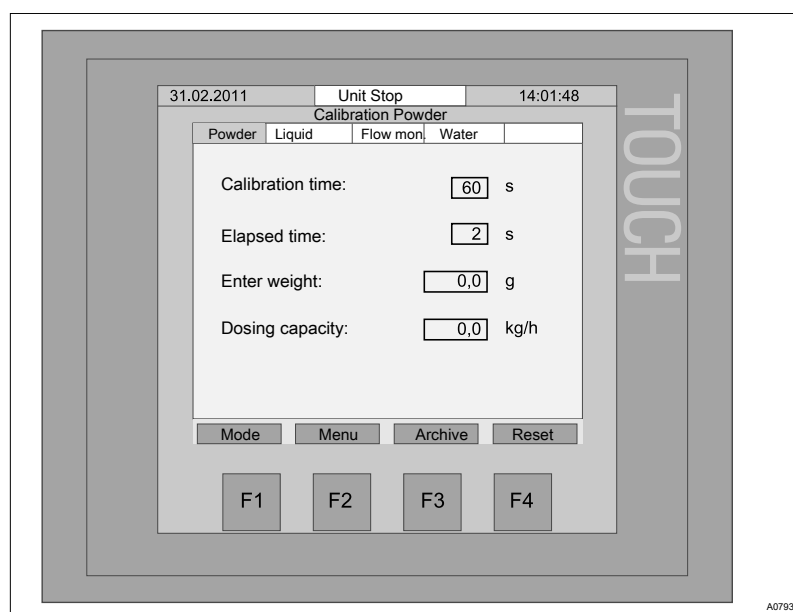 31.02.2011 Unit Stop 14:01:48
Calibration Powder
Powder Liquid Flow mon. Water
Calibration time: 60 s
Elapsed time: 2 s
Enter weight: 0,0 g
Dosing capacity: 0,0 kg/h
Mode Menu Archive Reset
F1 F2 F3 F4
TOUCH
A0793